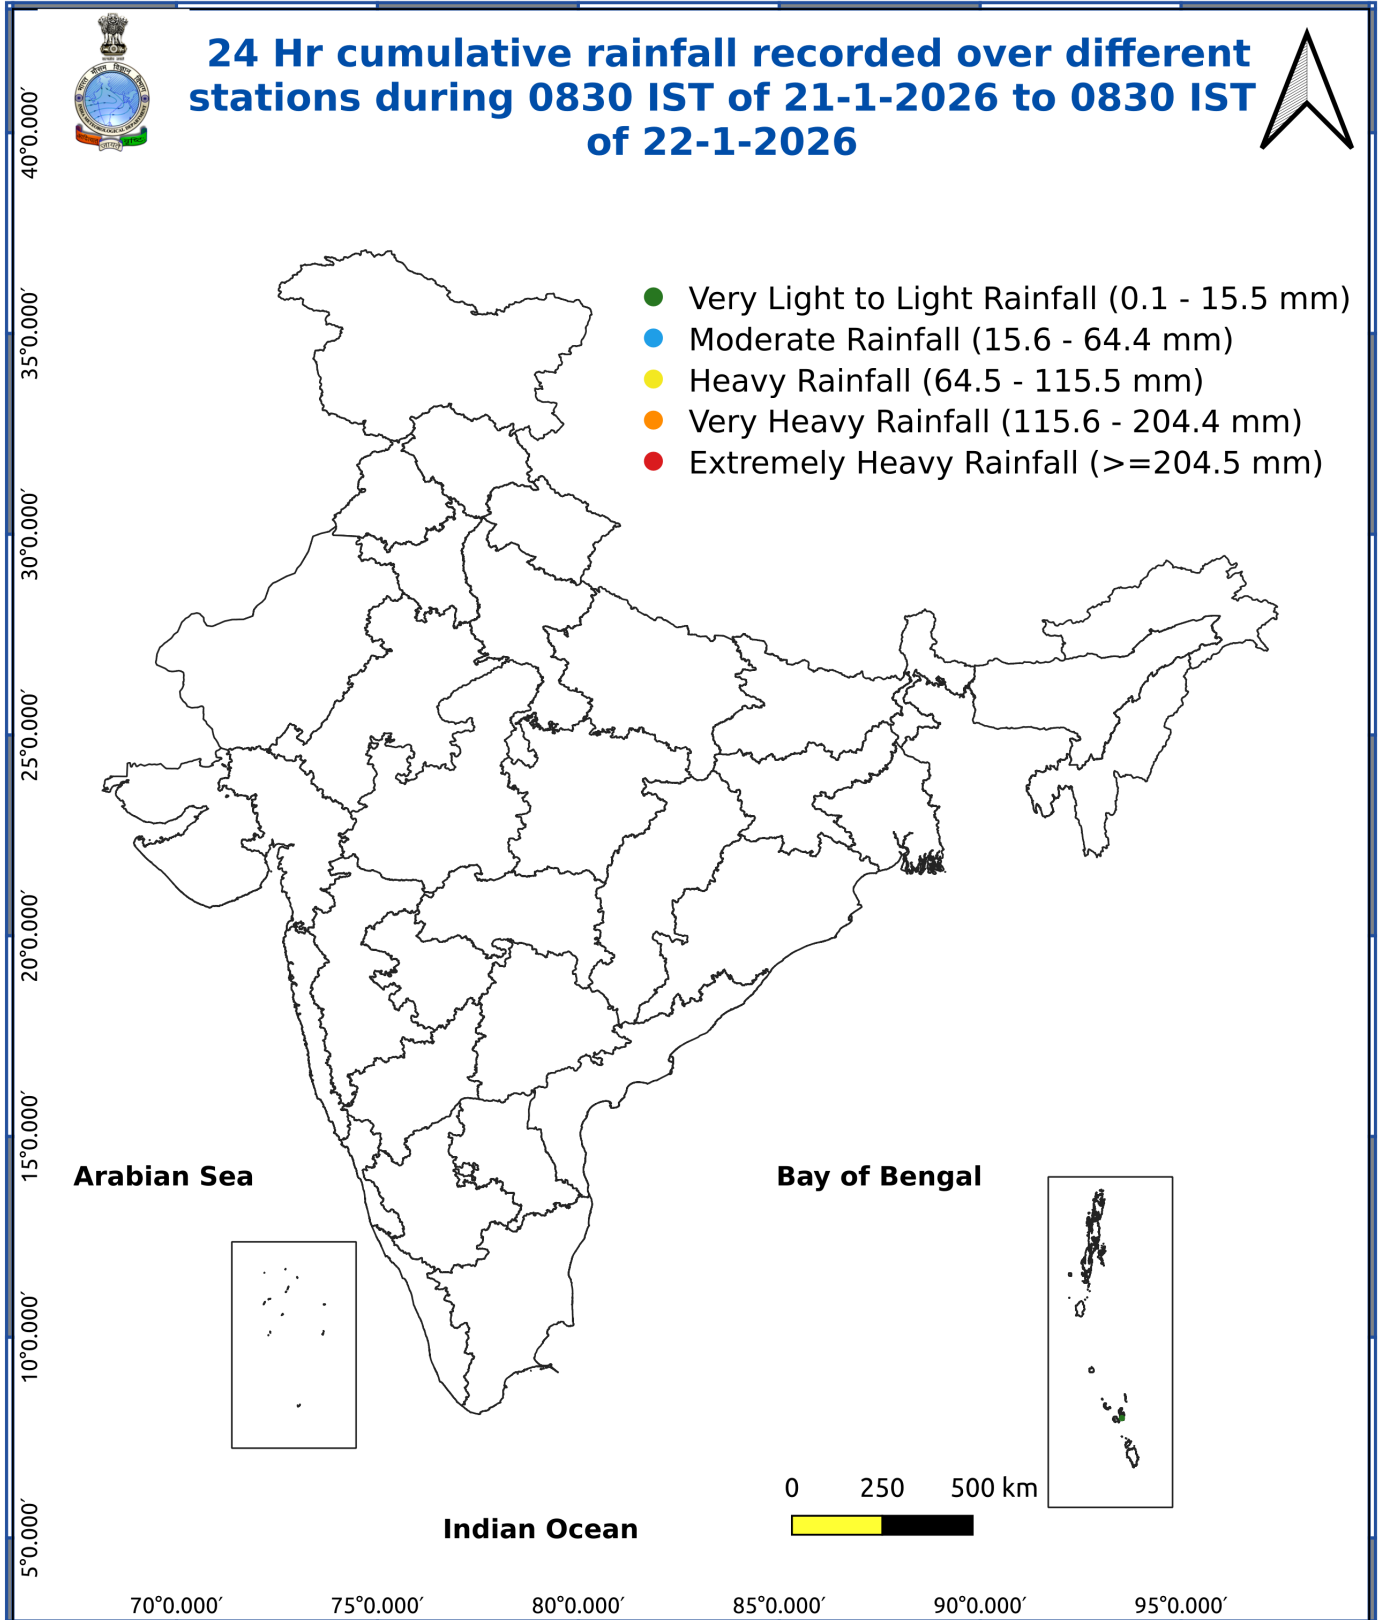 24 Hr cumulative rainfall recorded over different
stations during 0830 IST of 21-1-2026 to 0830 IST
of 22-1-2026
Very Light to Light Rainfall (0.1 - 15.5 mm)
Moderate Rainfall (15.6 - 64.4 mm)
Heavy Rainfall (64.5 - 115.5 mm)
Very Heavy Rainfall (115.6 - 204.4 mm)
Extremely Heavy Rainfall (>=204.5 mm)
40°0.000′
35°0.000′
30°0.000′
25°0.000′
20°0.000′
15°0.000′
10°0.000′
5°0.000′
Arabian Sea
Bay of Bengal
0 250 500 km
Indian Ocean
70°0.000′ 75°0.000′ 80°0.000′ 85°0.000′ 90°0.000′ 95°0.000′